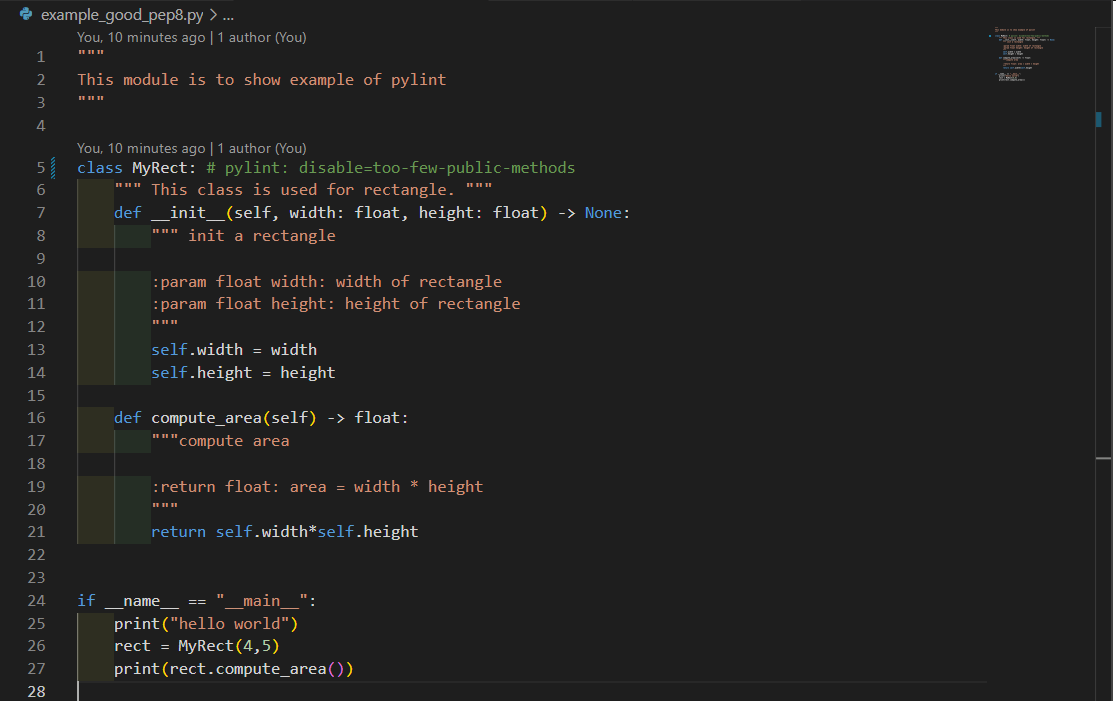 example_good_pep8.py > ...
You, 10 minutes ago | 1 author (You)
1 """
2 This module is to show example of pylint
3 """
4
You, 10 minutes ago | 1 author (You)
5 class MyRect: # pylint: disable=too-few-public-methods
6     """ This class is used for rectangle. """
7     def __init__(self, width: float, height: float) -> None:
8         """ init a rectangle
9
10         :param float width: width of rectangle
11         :param float height: height of rectangle
12         """
13         self.width = width
14         self.height = height
15
16     def compute_area(self) -> float:
17         """compute area
18
19         :return float: area = width * height
20         """
21         return self.width*self.height
22
23
24 if __name__ == "__main__":
25     print("hello world")
26     rect = MyRect(4,5)
27     print(rect.compute_area())
28